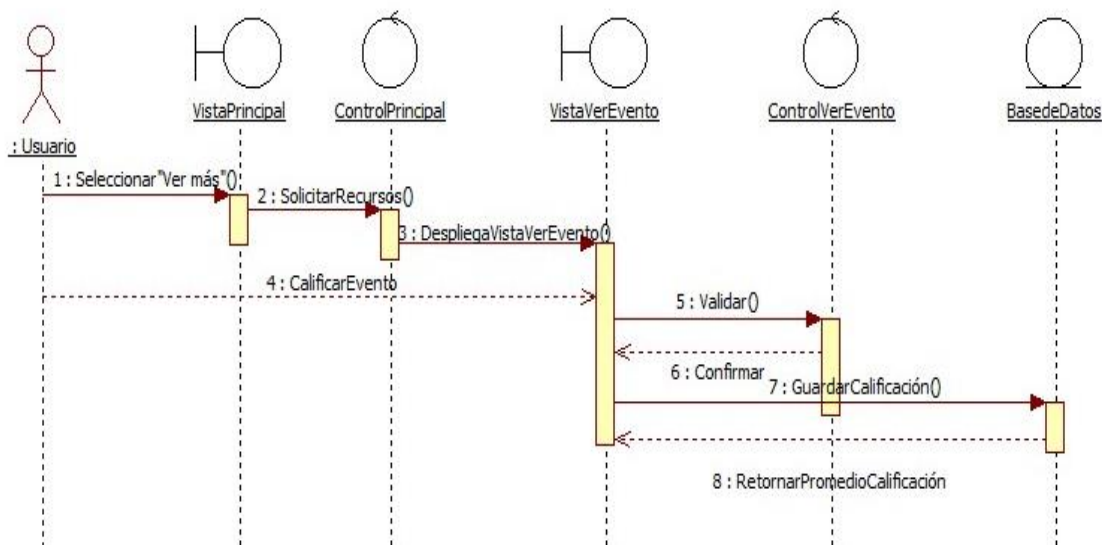 VistaPrincipal
ControlPrincipal
VistaVerEvento
ControlVerEvento
BasedeDatos
: Usuario
1 : Seleccionar"Ver más"()
2 : SolicitarRecursos()
3 : DespliegaVistaVerEvento()
4 : CalificarEvento
5 : Validar()
6 : Confirmar
7 : GuardarCalificación()
8 : RetornarPromedioCalificación